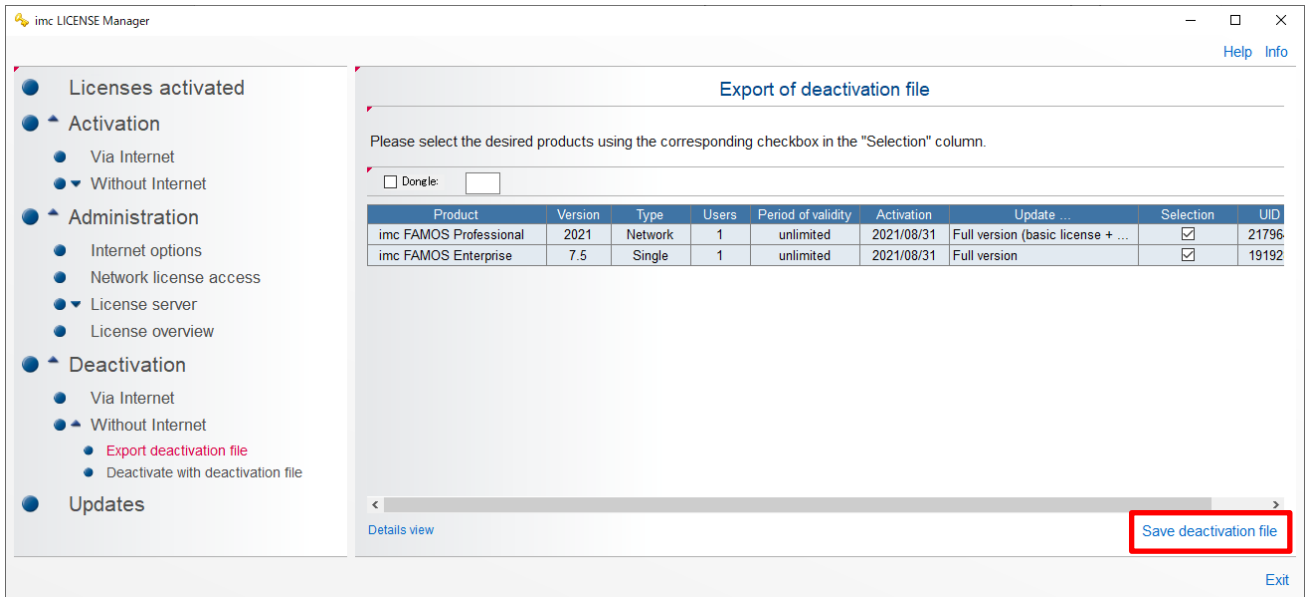 imc LICENSE Manager
Help Info
Licenses activated
Activation
Via Internet
Without Internet
Administration
Internet options
Network license access
License server
License overview
Deactivation
Via Internet
Without Internet
Export deactivation file
Deactivate with deactivation file
Updates
Export of deactivation file
Please select the desired products using the corresponding checkbox in the "Selection" column.
Dongle:
Product Version Type Users Period of validity Activation Update ... Selection UID
imc FAMOS Professional 2021 Network 1 unlimited 2021/08/31 Full version (basic license + ... 21796
imc FAMOS Enterprise 7.5 Single 1 unlimited 2021/08/31 Full version 19192
Details view
Save deactivation file
Exit